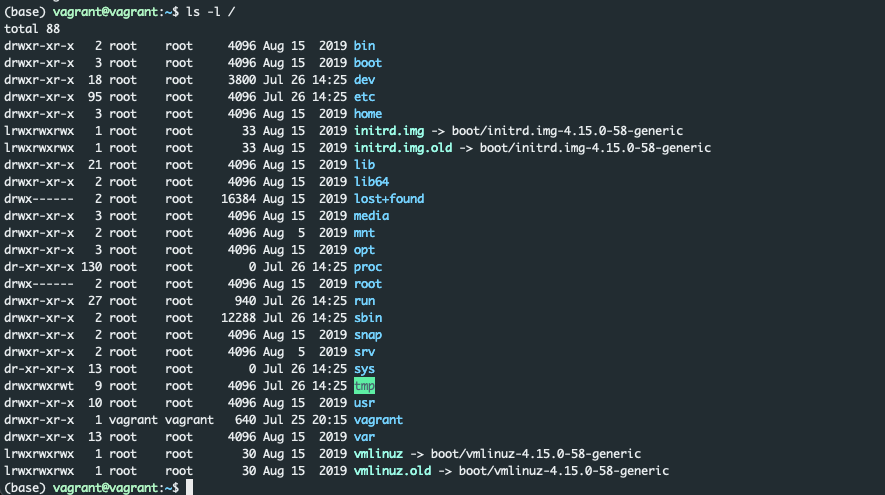 (base) vagrant@vagrant:~$ ls -l /
total 88
drwxr-xr-x   2 root    root     4096 Aug 15  2019 bin
drwxr-xr-x   3 root    root     4096 Aug 15  2019 boot
drwxr-xr-x  18 root    root     3800 Jul 26 14:25 dev
drwxr-xr-x  95 root    root     4096 Jul 26 14:25 etc
drwxr-xr-x   3 root    root     4096 Aug 15  2019 home
lrwxrwxrwx   1 root    root       33 Aug 15  2019 initrd.img -> boot/initrd.img-4.15.0-58-generic
lrwxrwxrwx   1 root    root       33 Aug 15  2019 initrd.img.old -> boot/initrd.img-4.15.0-58-generic
drwxr-xr-x  21 root    root     4096 Aug 15  2019 lib
drwxr-xr-x   2 root    root     4096 Aug 15  2019 lib64
drwx------   2 root    root    16384 Aug 15  2019 lost+found
drwxr-xr-x   3 root    root     4096 Aug 15  2019 media
drwxr-xr-x   2 root    root     4096 Aug  5  2019 mnt
drwxr-xr-x   3 root    root     4096 Aug 15  2019 opt
dr-xr-xr-x 130 root    root        0 Jul 26 14:25 proc
drwx------   2 root    root     4096 Aug 15  2019 root
drwxr-xr-x  27 root    root      940 Jul 26 14:25 run
drwxr-xr-x   2 root    root    12288 Aug 15  2019 sbin
drwxr-xr-x   2 root    root     4096 Aug 15  2019 snap
drwxr-xr-x   2 root    root     4096 Aug  5  2019 srv
dr-xr-xr-x  13 root    root        0 Jul 26 14:25 sys
drwxrwxrwt   9 root    root     4096 Jul 26 14:25 tmp
drwxr-xr-x  10 root    root     4096 Aug 15  2019 usr
drwxr-xr-x   1 vagrant vagrant   640 Jul 25 20:15 vagrant
drwxr-xr-x  13 root    root     4096 Aug 15  2019 var
lrwxrwxrwx   1 root    root       30 Aug 15  2019 vmlinuz -> boot/vmlinuz-4.15.0-58-generic
lrwxrwxrwx   1 root    root       30 Aug 15  2019 vmlinuz.old -> boot/vmlinuz-4.15.0-58-generic
(base) vagrant@vagrant:~$